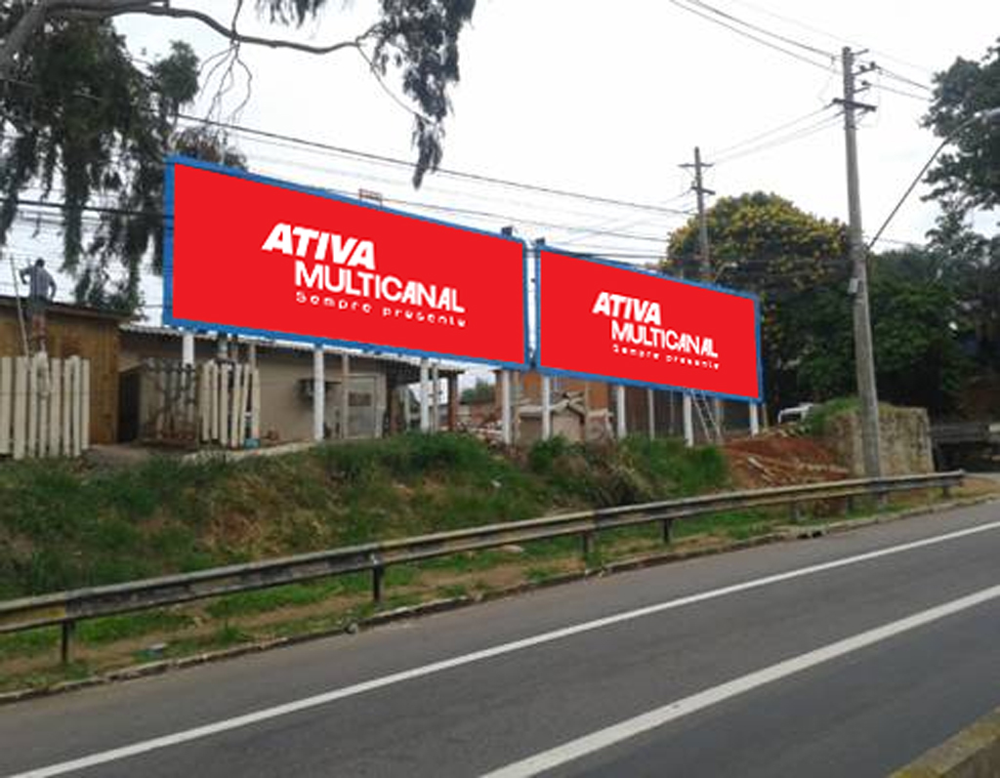 ATIVA
MULTICANAL
Sempre presente
ATIVA
MULTICANAL
Sempre presente